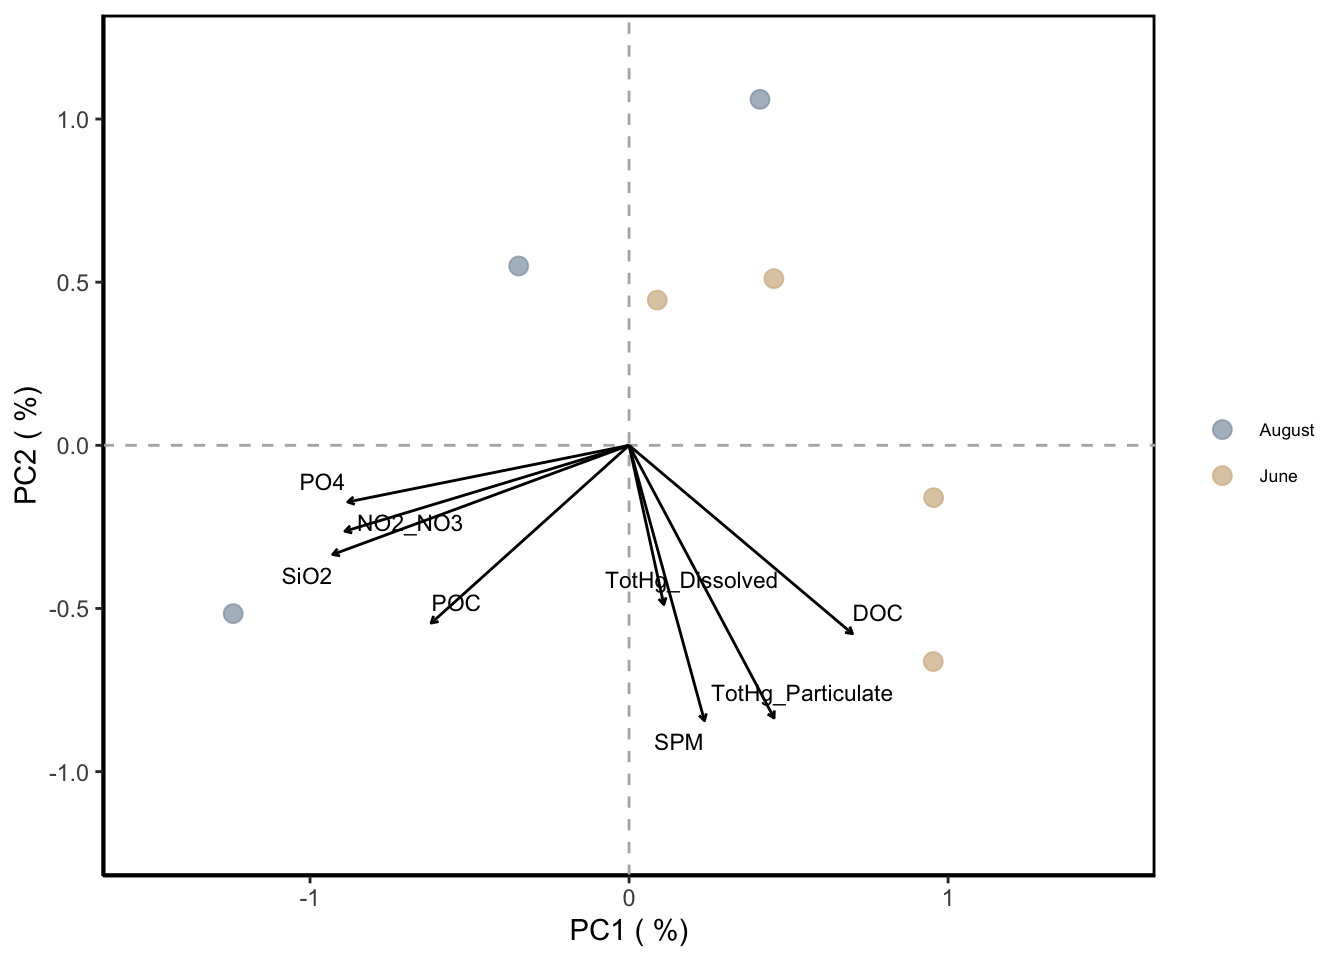 1.0
0.5
0.0
-0.5
-1.0
PC2 ( %)
PO4
NO2_NO3
SiO2
POC
TotHg_Dissolved
DOC
TotHg_Particulate
SPM
-1 0 1
PC1 ( %)
August
June